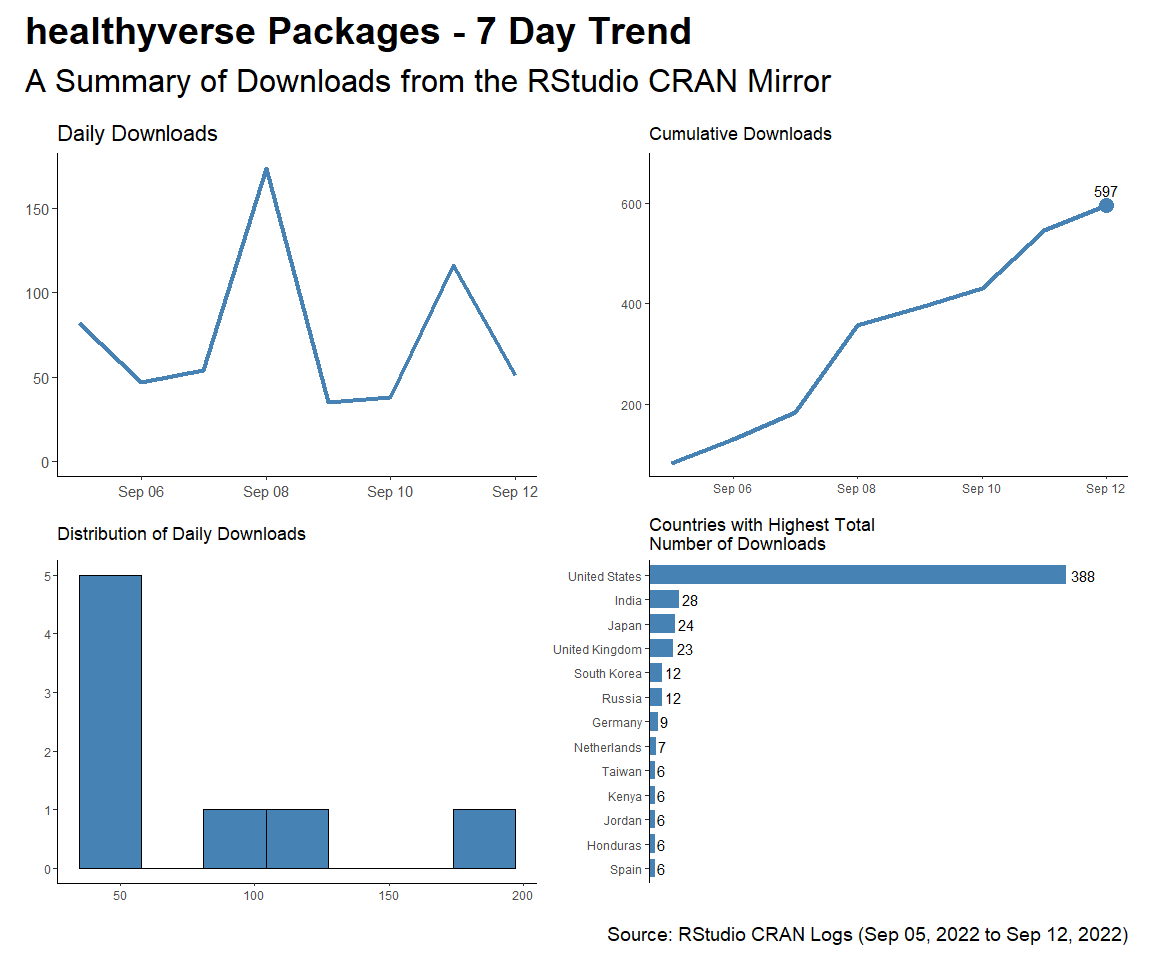 healthyverse Packages - 7 Day Trend
A Summary of Downloads from the RStudio CRAN Mirror
Daily Downloads
150
100
50
0
Sep 06 Sep 08 Sep 10 Sep 12
Cumulative Downloads
597
600
400
200
Sep 06 Sep 08 Sep 10 Sep 12
Distribution of Daily Downloads
5
4
3
2
1
0
50 100 150 200
Countries with Highest Total
Number of Downloads
United States 388
India 28
Japan 24
United Kingdom 23
South Korea 12
Russia 12
Germany 9
Netherlands 7
Taiwan 6
Kenya 6
Jordan 6
Honduras 6
Spain 6
Source: RStudio CRAN Logs (Sep 05, 2022 to Sep 12, 2022)